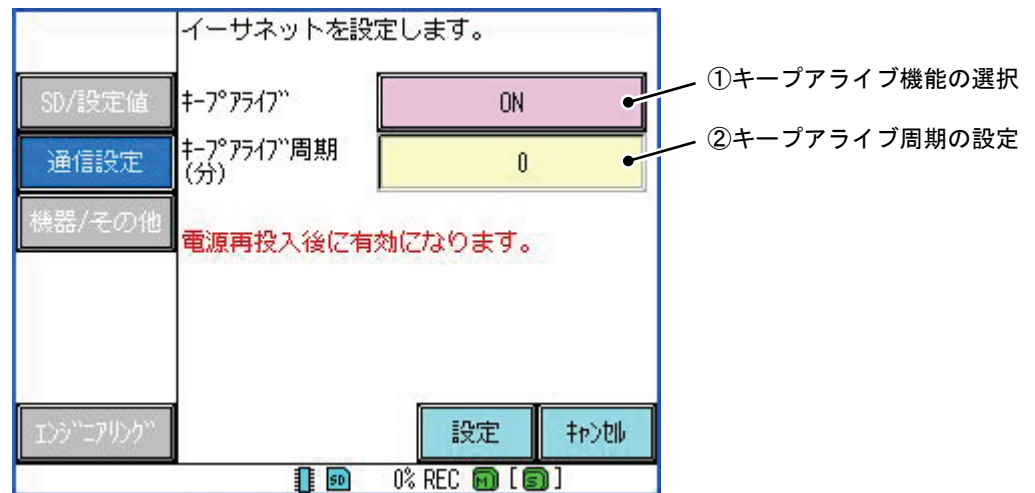 イーサネットを設定します。
SD/設定値
ｷｰﾌﾟｱﾗｲﾌﾞ
ON
①キープアライブ機能の選択
通信設定
ｷｰﾌﾟｱﾗｲﾌﾞ周期
(分)
0
②キープアライブ周期の設定
機器/その他
電源再投入後に有効になります。
ｴﾝｼﾞﾆｱﾘﾝｸﾞ
設定
ｷｬﾝｾﾙ
SD 0% REC M [ S ]